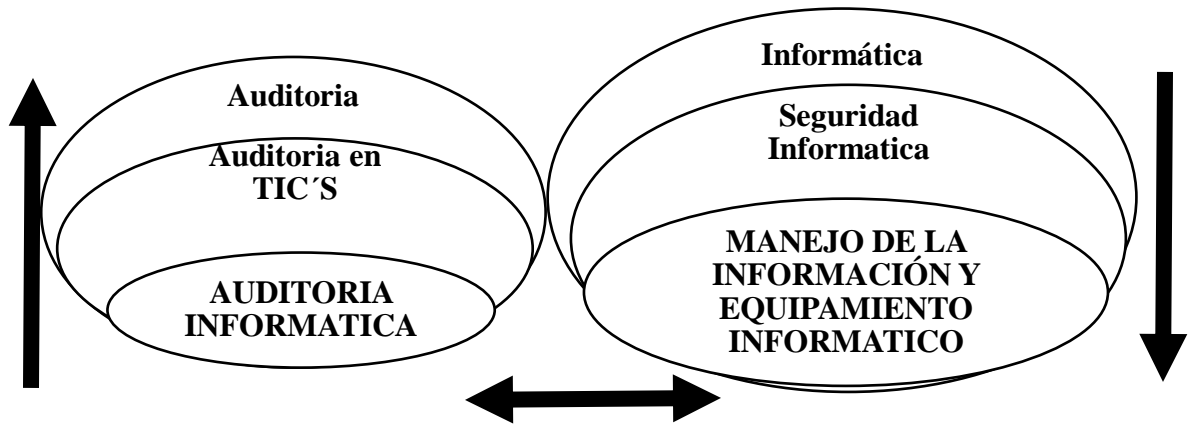 Auditoria
Auditoria en
TIC´S
AUDITORIA
INFORMATICA
Informática
Seguridad
Informatica
MANEJO DE LA
INFORMACIÓN Y
EQUIPAMIENTO
INFORMATICO